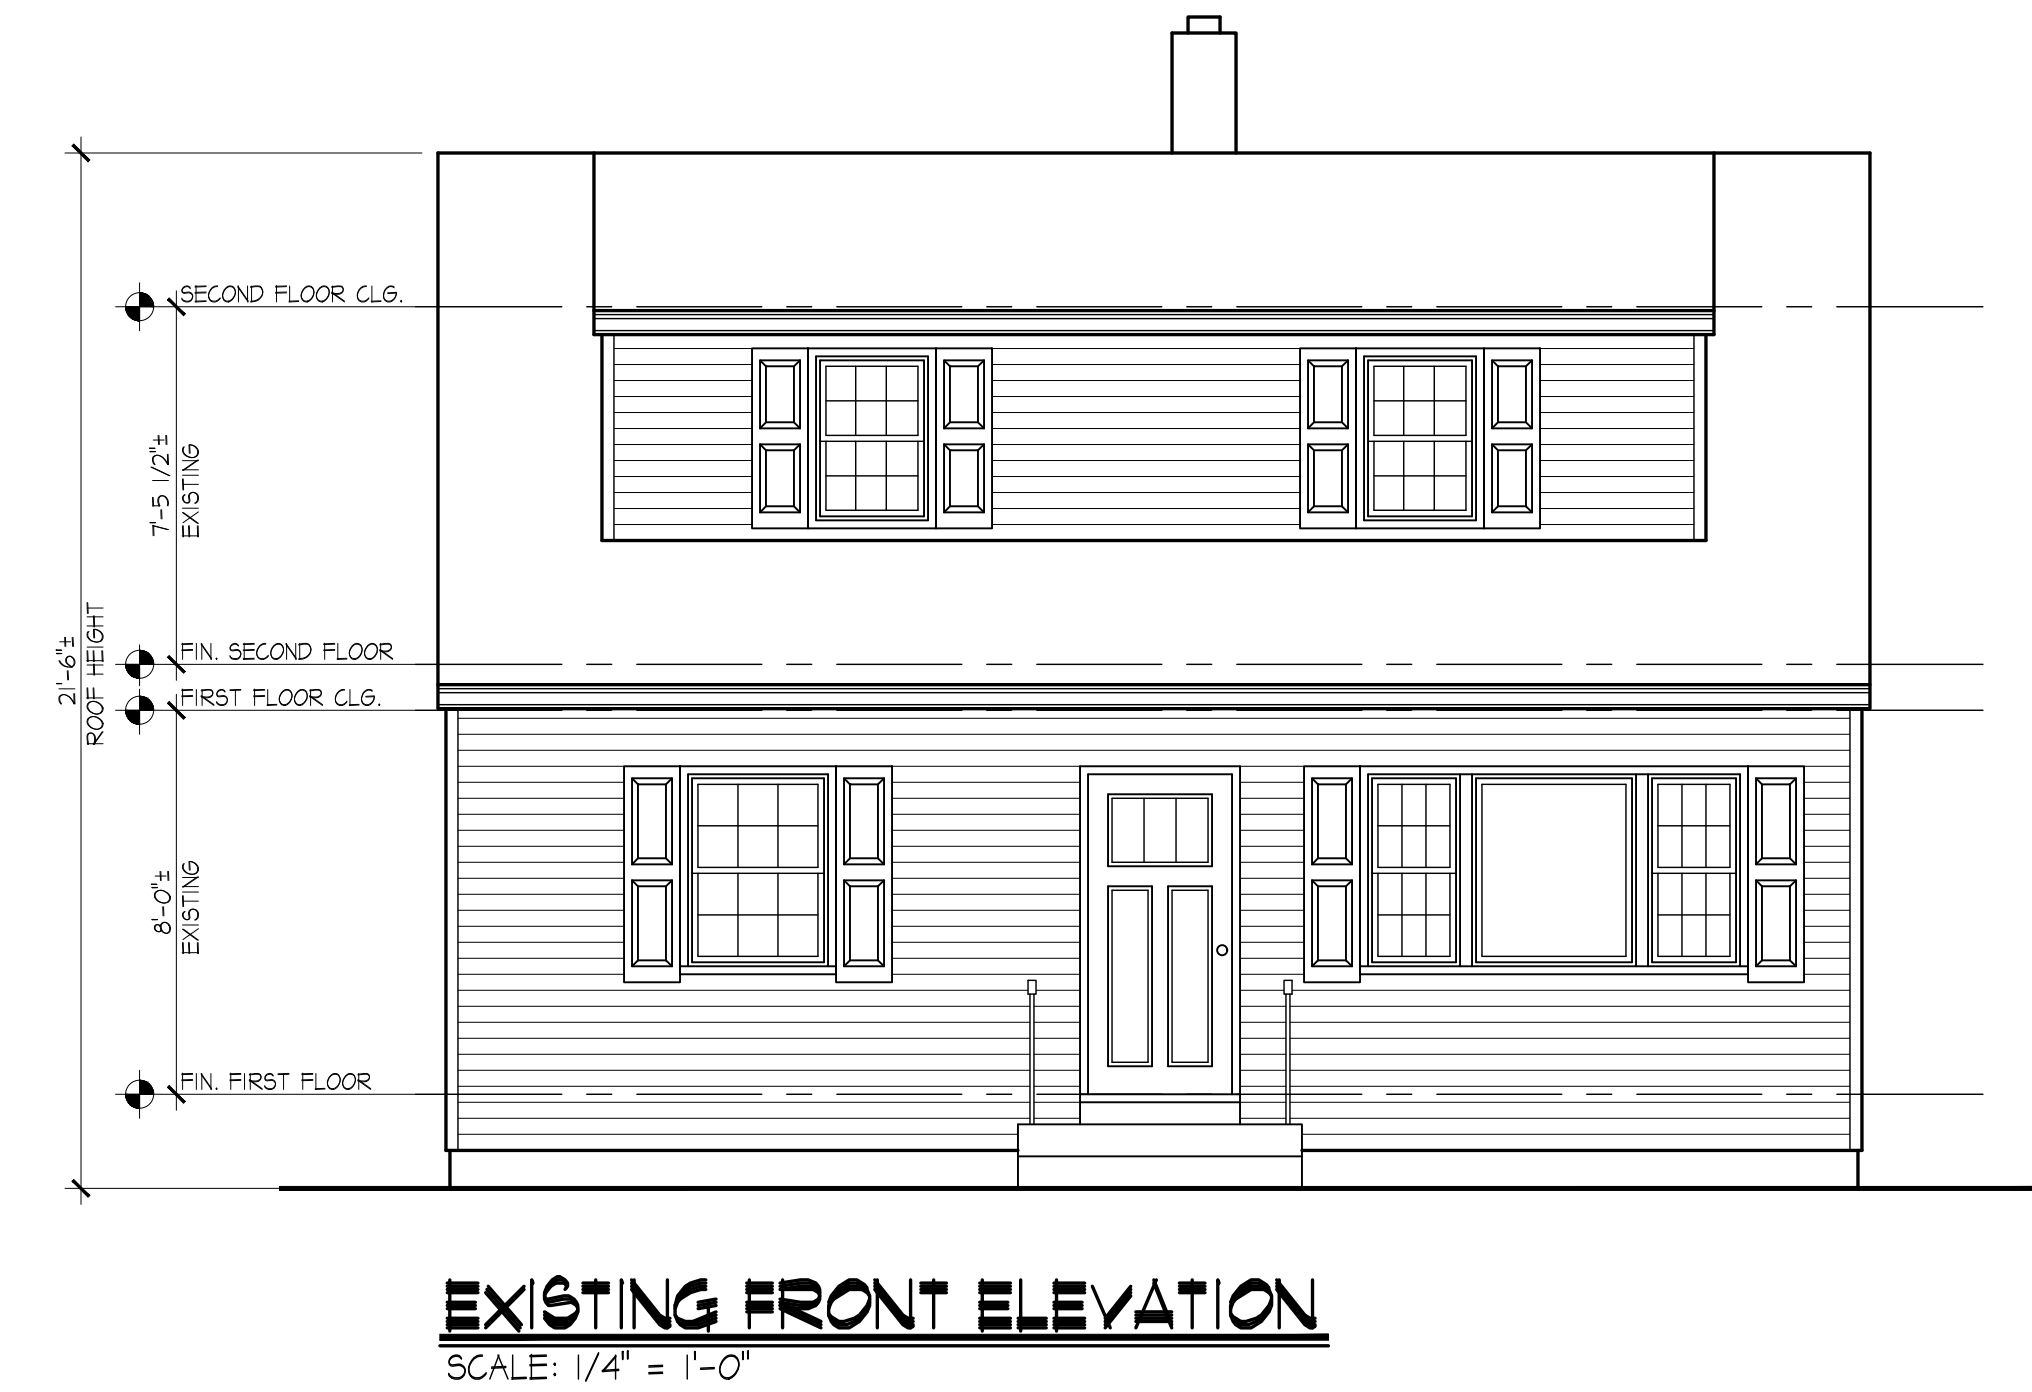 SECOND FLOOR CLG.
7'-5 1/2"±
EXISTING
FIN. SECOND FLOOR
21'-6"±
ROOF HEIGHT
FIRST FLOOR CLG.
8'-0"±
EXISTING
FIN. FIRST FLOOR
EXISTING FRONT ELEVATION
SCALE: 1/4" = 1'-0"